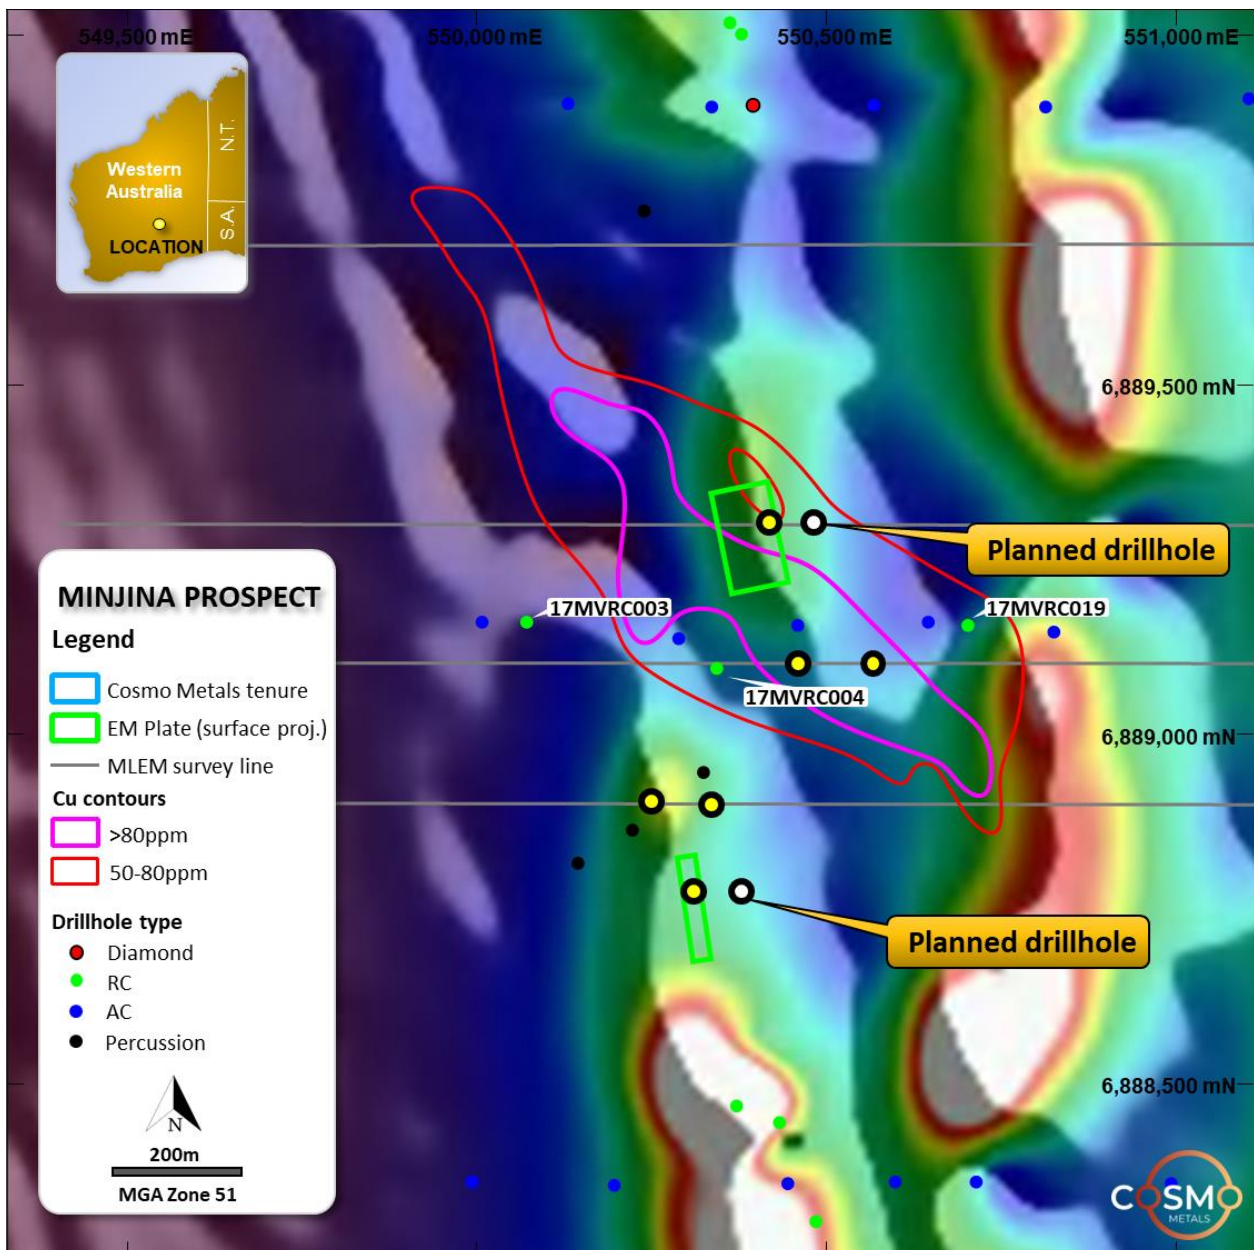 549,500 mE
550,000 mE
550,500 mE
551,000 mE
Western
Australia
N.T.
S.A.
LOCATION
6,889,500 mN
Planned drillhole
MINJINA PROSPECT
Legend
Cosmo Metals tenure
EM Plate (surface proj.)
MLEM survey line
Cu contours
>80ppm
50-80ppm
Drillhole type
Diamond
RC
AC
Percussion
N
200m
MGA Zone 51
17MVRC003
17MVRC019
17MVRC004
6,889,000 mN
Planned drillhole
6,888,500 mN
COSMO
METALS